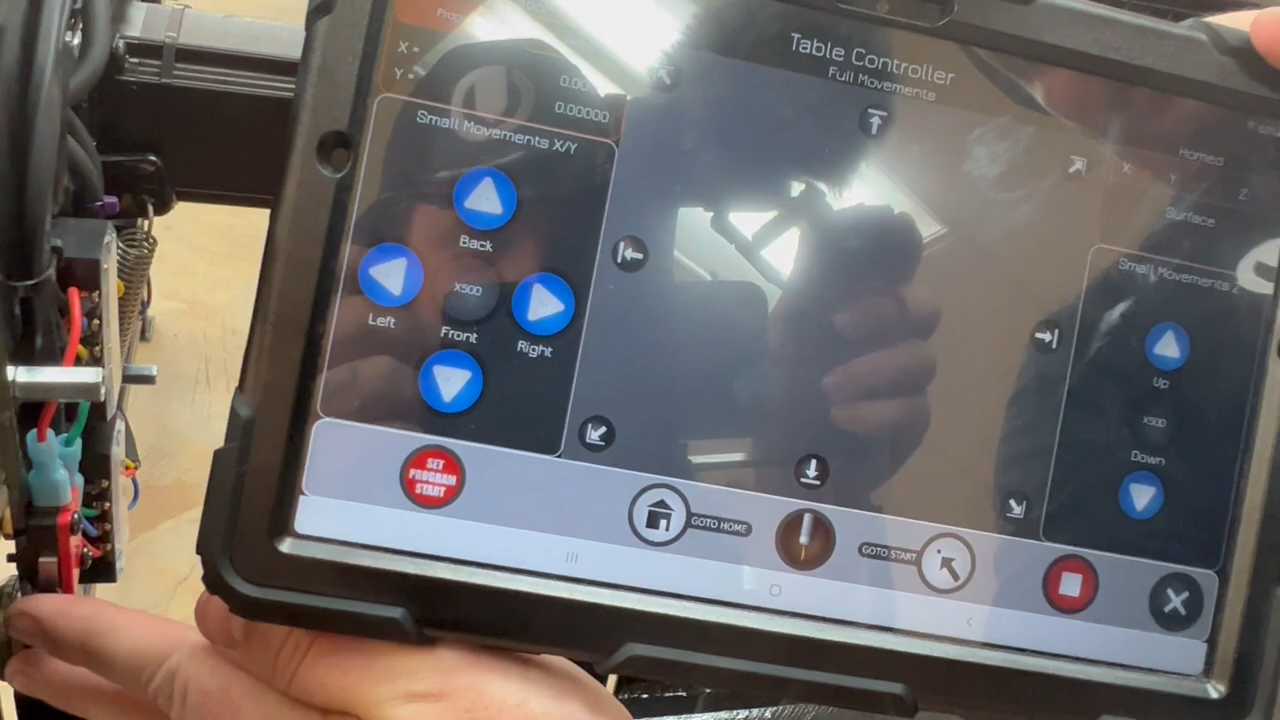 Table Controller
Full Movements
X =
Y =
0.00
0.00000
Small Movements X/Y
Back
Left
X500
Front
Right
Homed
X
Y
Z
Surface
Small Movements Z
Up
X500
Down
SET
PROGRAM
START
GOTO HOME
GOTO START